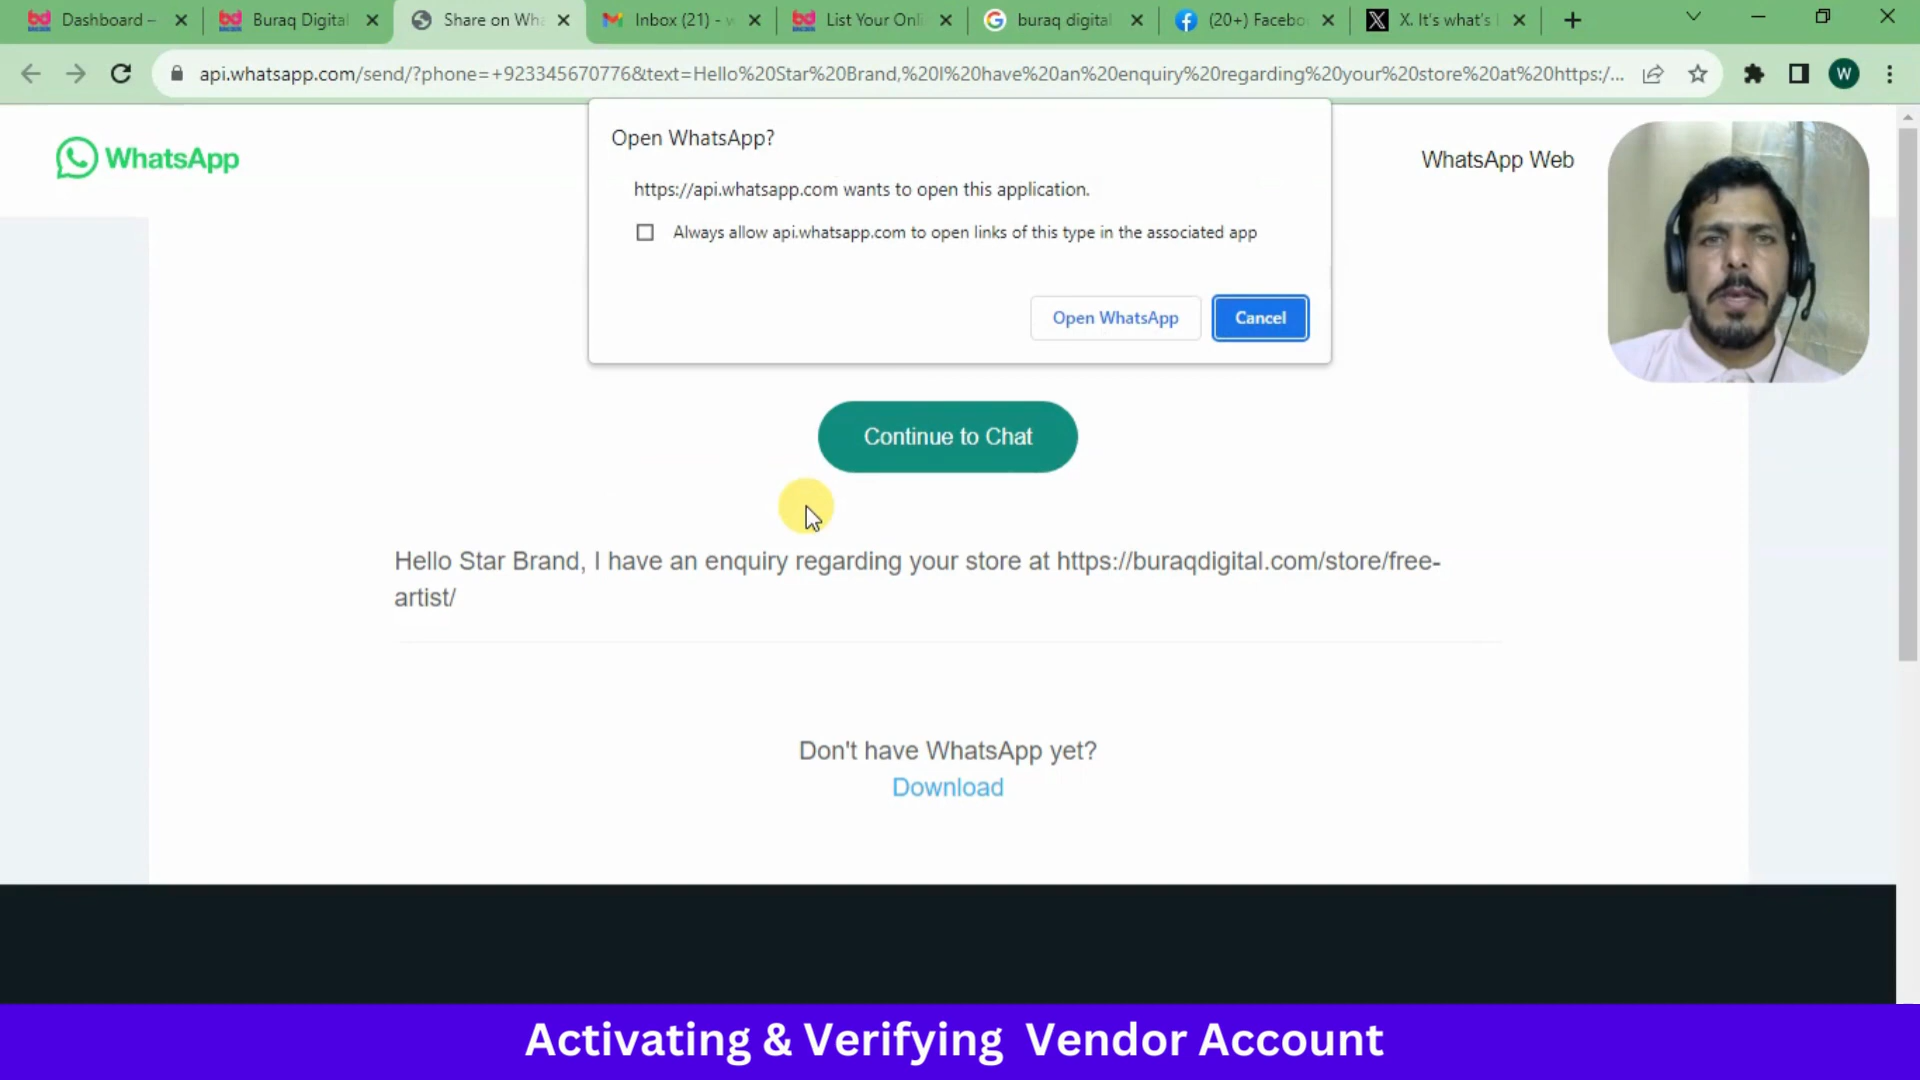 Dashboard –
Buraq Digital
Share on Wha
Inbox (21) - w
List Your Onli
buraq digital
(20+) Facebo
X. It's what's
api.whatsapp.com/send/?phone=+923345670776&text=Hello%20Star%20Brand,%20I%20have%20an%20enquiry%20regarding%20your%20store%20at%20https:/...
W
WhatsApp
WhatsApp Web
Open WhatsApp?
https://api.whatsapp.com wants to open this application.
Always allow api.whatsapp.com to open links of this type in the associated app
Open WhatsApp
Cancel
Continue to Chat
Hello Star Brand, I have an enquiry regarding your store at https://buraqdigital.com/store/free-
artist/
Don't have WhatsApp yet?
Download
Activating & Verifying Vendor Account